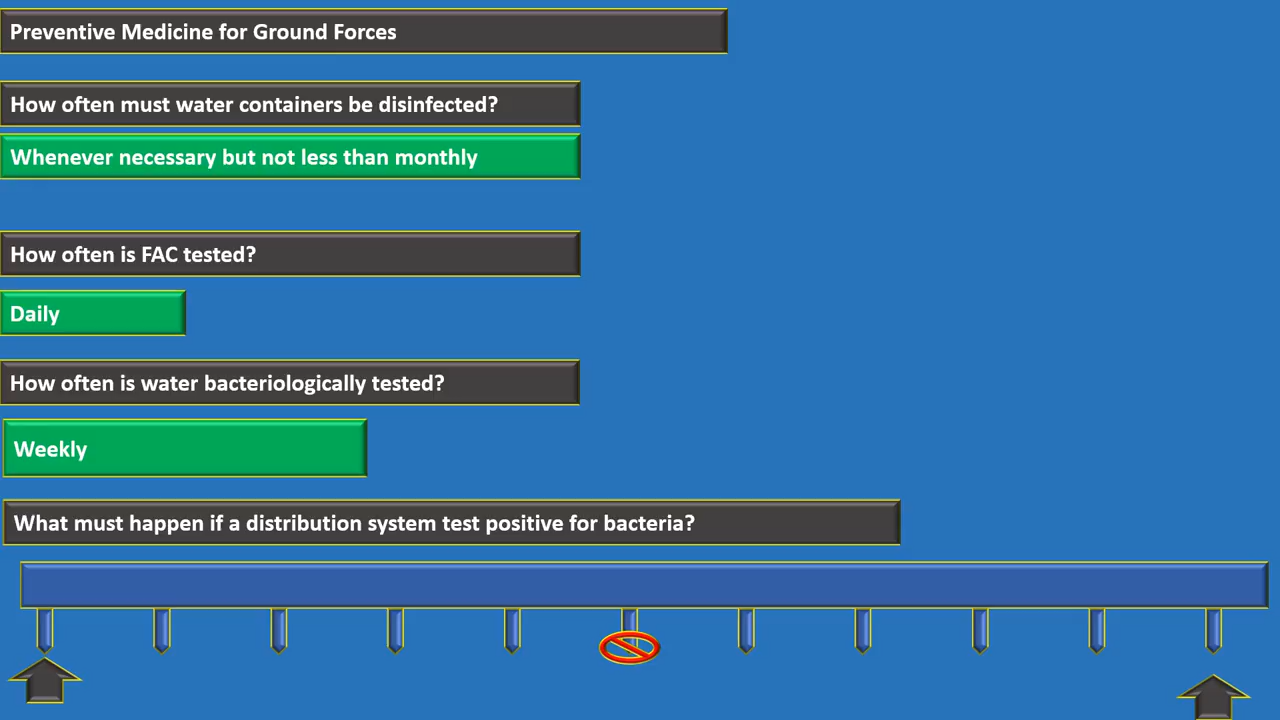 Preventive Medicine for Ground Forces
How often must water containers be disinfected?
Whenever necessary but not less than monthly
How often is FAC tested?
Daily
How often is water bacteriologically tested?
Weekly
What must happen if a distribution system test positive for bacteria?